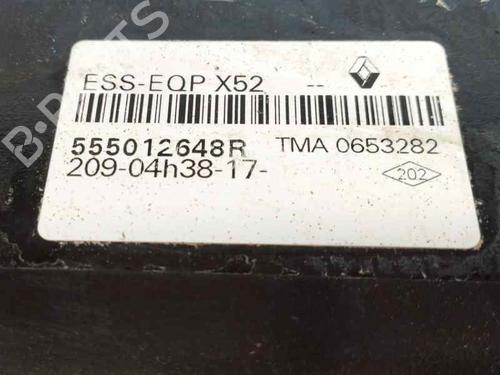 ESS-EQP X52 --
555012648R TMA 0653282
209-04h38-17-
202
B-PARTS